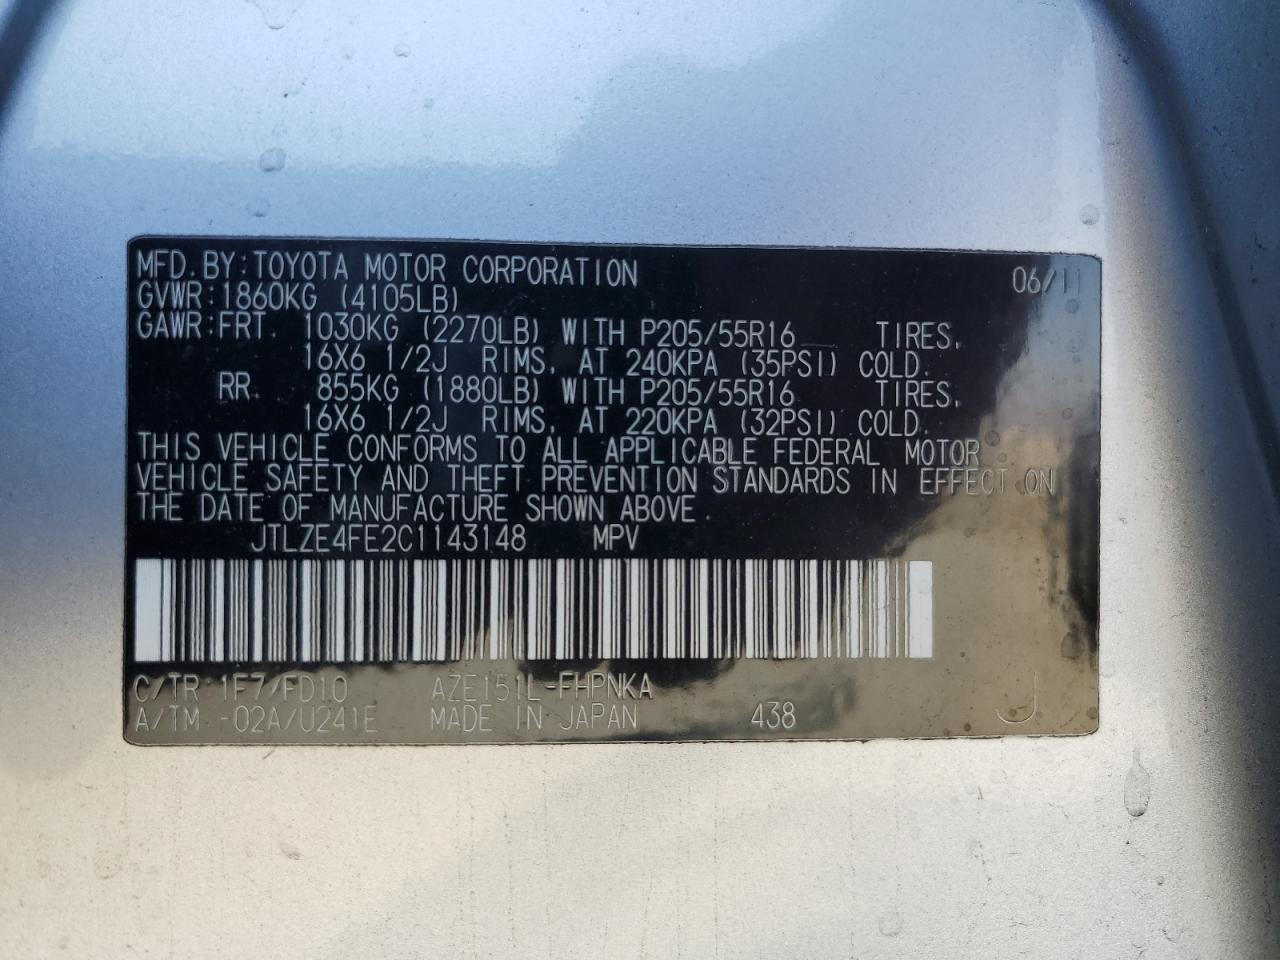 MFD. BY: TOYOTA MOTOR CORPORATION 06/11
GVWR: 1860KG (4105LB)
GAWR: FRT. 1030KG (2270LB) WITH P205/55R16 TIRES,
16X6 1/2J RIMS, AT 240KPA (35PSI) COLD.
RR. 855KG (1880LB) WITH P205/55R16 TIRES,
16X6 1/2J RIMS, AT 220KPA (32PSI) COLD.
THIS VEHICLE CONFORMS TO ALL APPLICABLE FEDERAL MOTOR
VEHICLE SAFETY AND THEFT PREVENTION STANDARDS IN EFFECT ON
THE DATE OF MANUFACTURE SHOWN ABOVE.
JTLZE4FE2C1143148 MPV
C/TR: 1F7/FD10 AZE151L-FHPNKA
A/TM: -02A/U241E MADE IN JAPAN 438 J